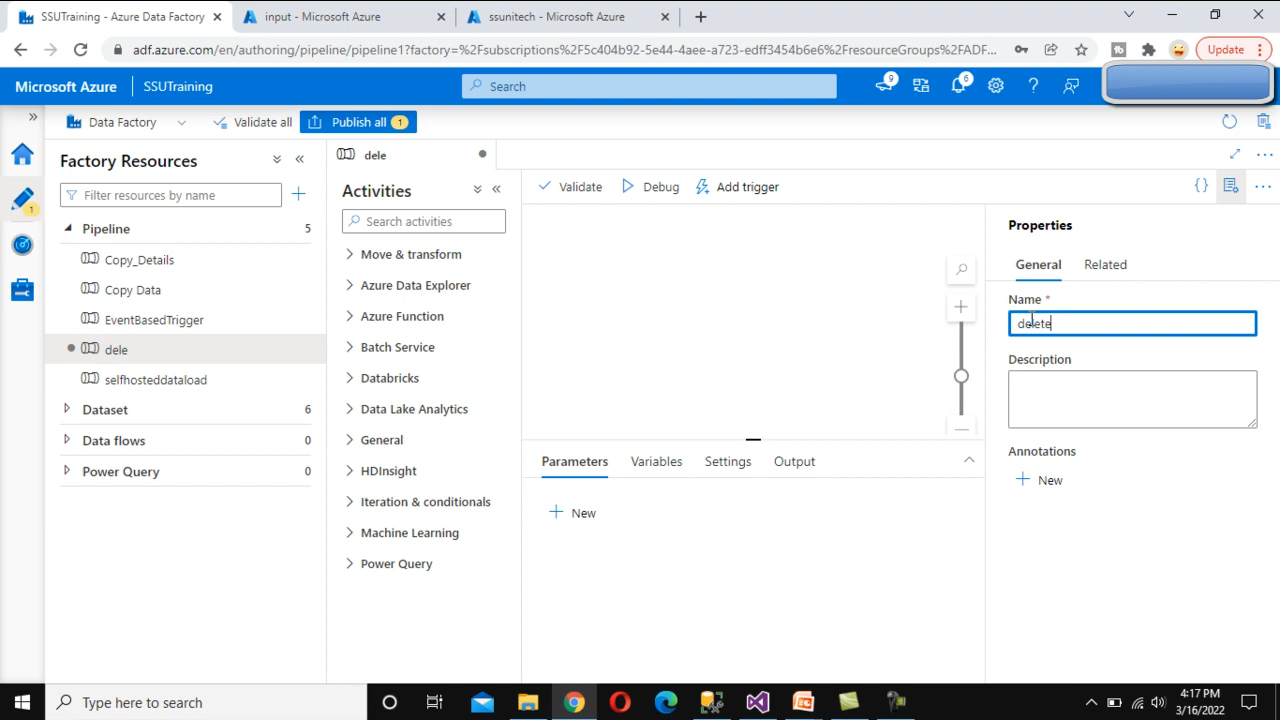 SSUTraining - Azure Data Factory
input - Microsoft Azure
ssunitech - Microsoft Azure
adf.azure.com/en/authoring/pipeline/pipeline1?factory=%2Fsubscriptions%2F5c404b92-5e44-4aee-a723-edff3454b6e6%2FresourceGroups%2FADF...
Update
Microsoft Azure
SSUTraining
Search
9
6
Data Factory
Validate all
Publish all
1
Factory Resources
Filter resources by name
Pipeline
5
Copy_Details
Copy Data
EventBasedTrigger
dele
selfhosteddataload
Dataset
6
Data flows
0
Power Query
0
1
dele
Activities
Search activities
Move & transform
Azure Data Explorer
Azure Function
Batch Service
Databricks
Data Lake Analytics
General
HDInsight
Iteration & conditionals
Machine Learning
Power Query
Validate
Debug
Add trigger
Parameters
Variables
Settings
Output
New
Properties
General
Related
Name *
delete
Description
Annotations
New
Type here to search
4:17 PM
3/16/2022